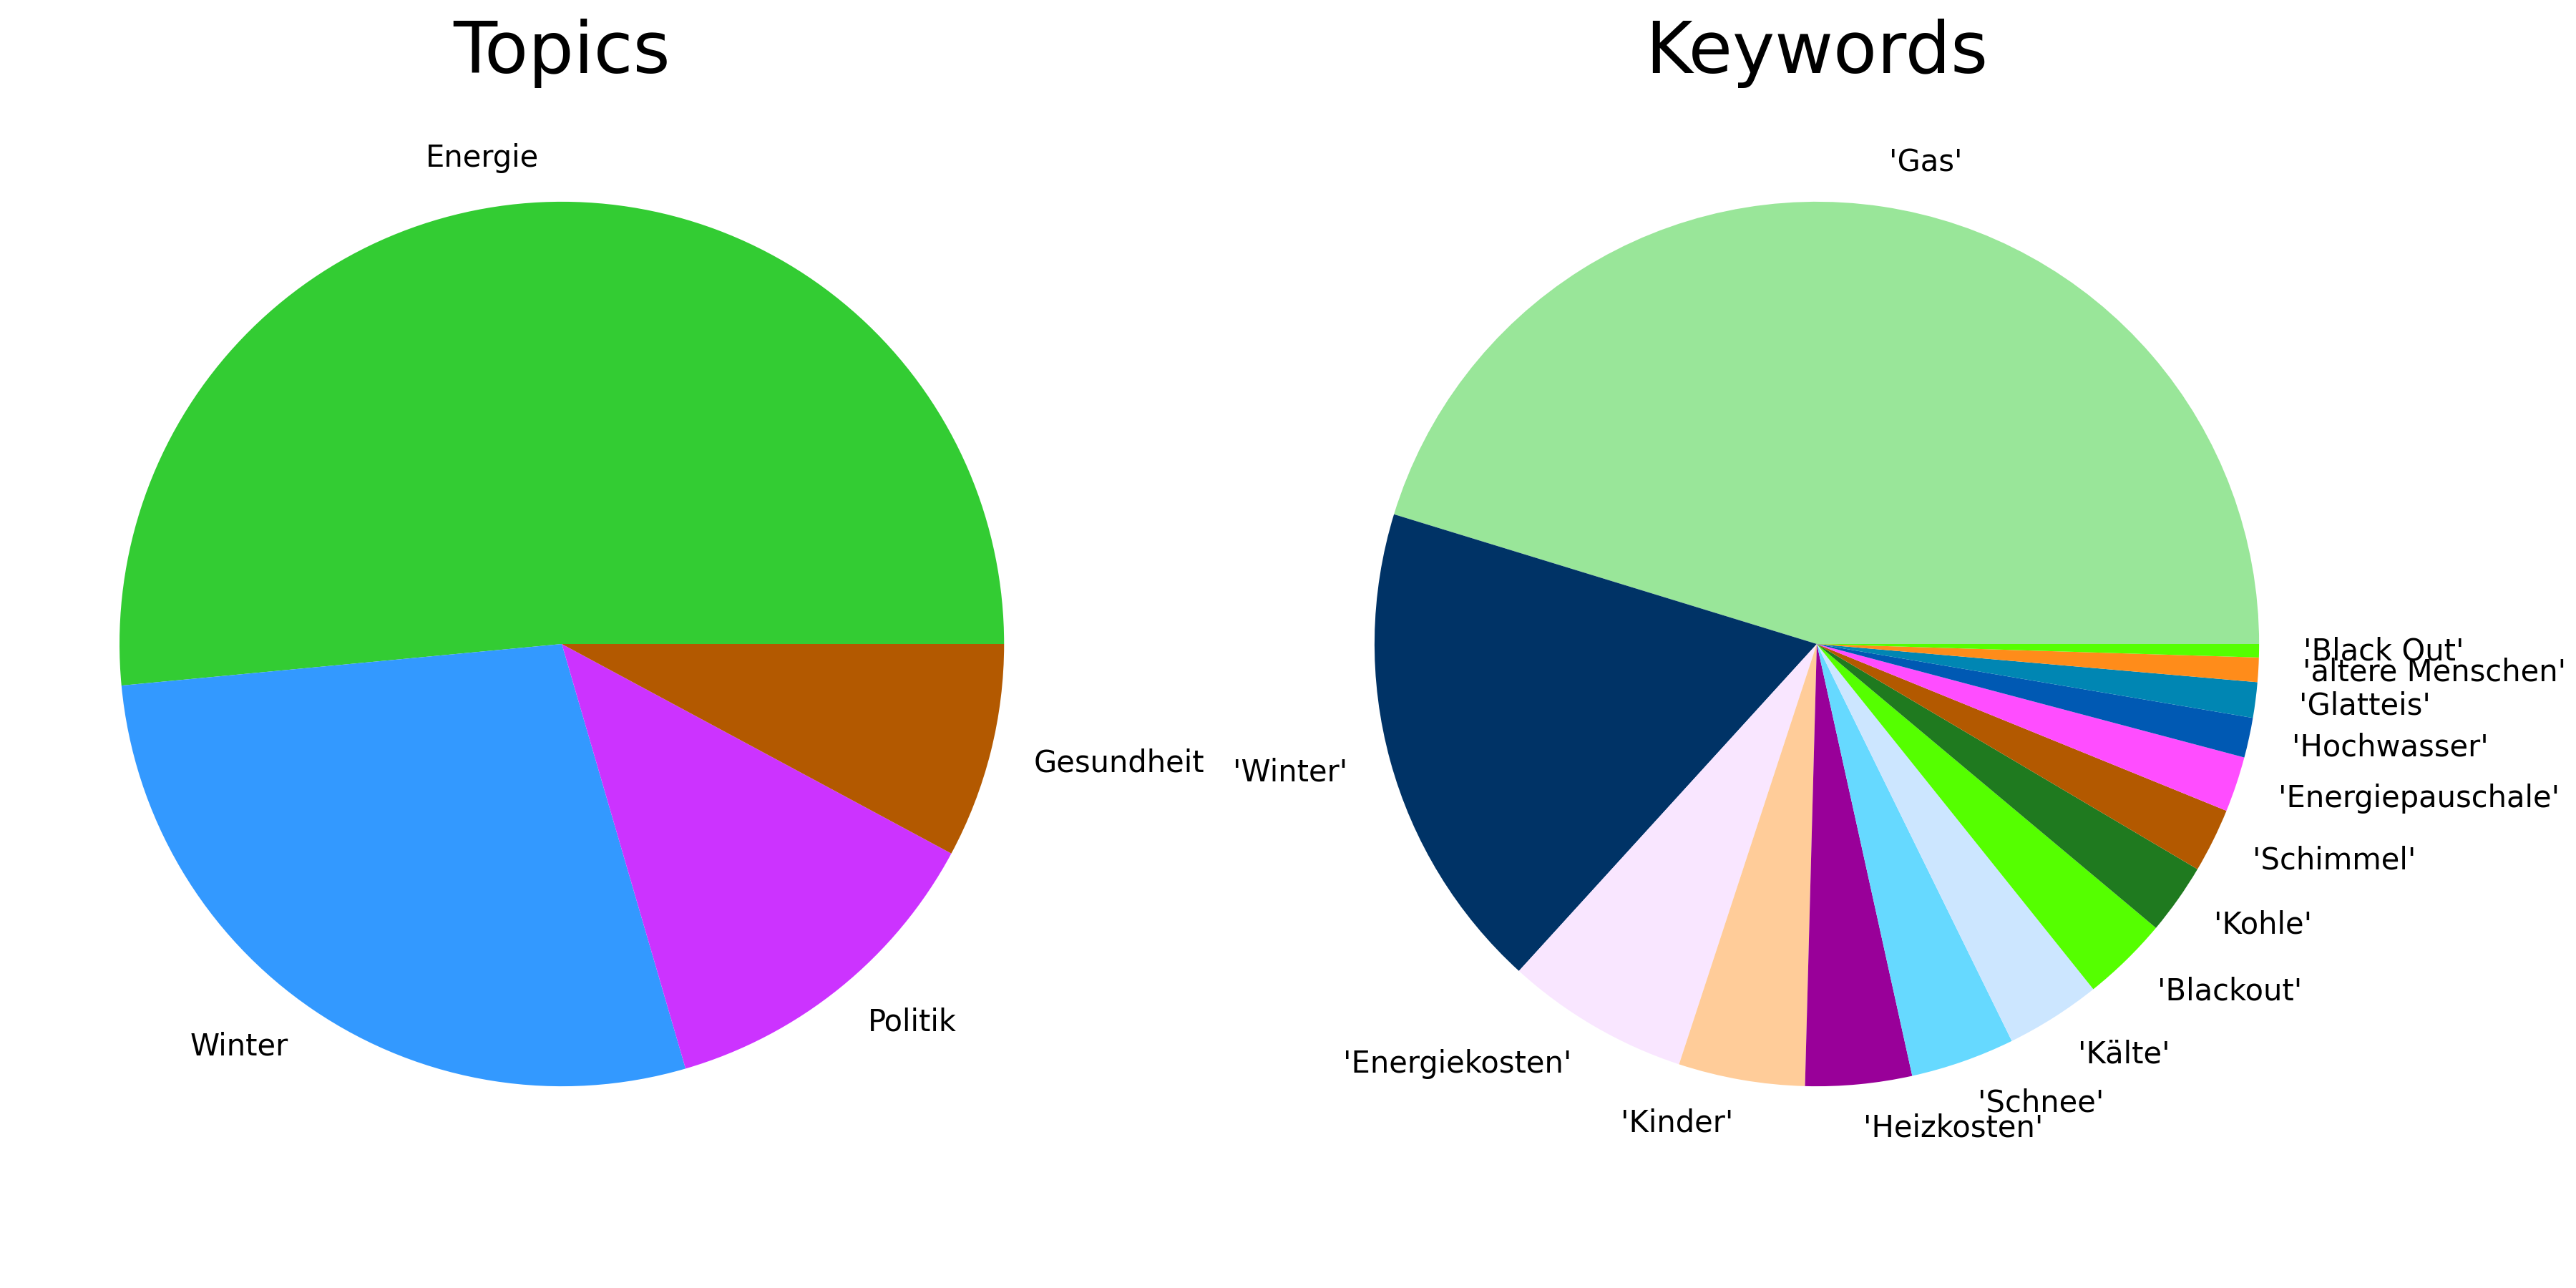 Topics
Energie
Winter
Politik
Gesundheit
Keywords
'Gas'
'Winter'
'Energiekosten'
'Kinder'
'Heizkosten'
'Schnee'
'Kälte'
'Blackout'
'Kohle'
'Schimmel'
'Energiepauschale'
'Hochwasser'
'Glatteis'
'ältere Menschen'
'Black Out'